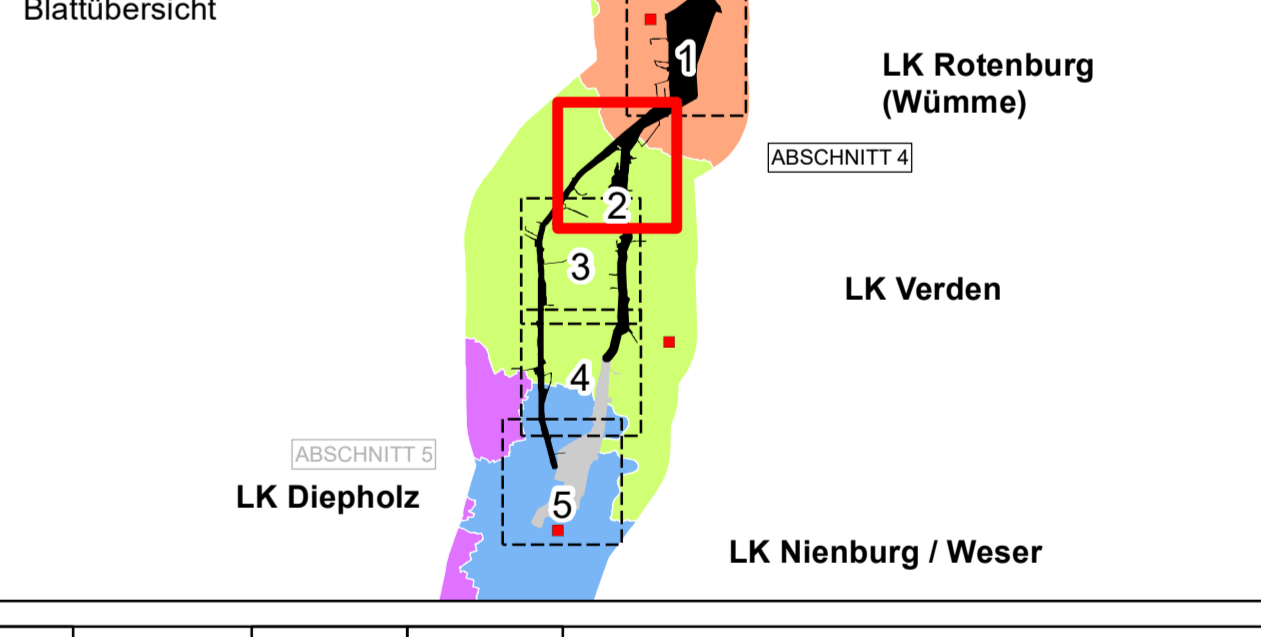 Blattübersicht
1
LK Rotenburg
(Wümme)
ABSCHNITT 4
2
3
LK Verden
4
ABSCHNITT 5
LK Diepholz
5
LK Nienburg / Weser